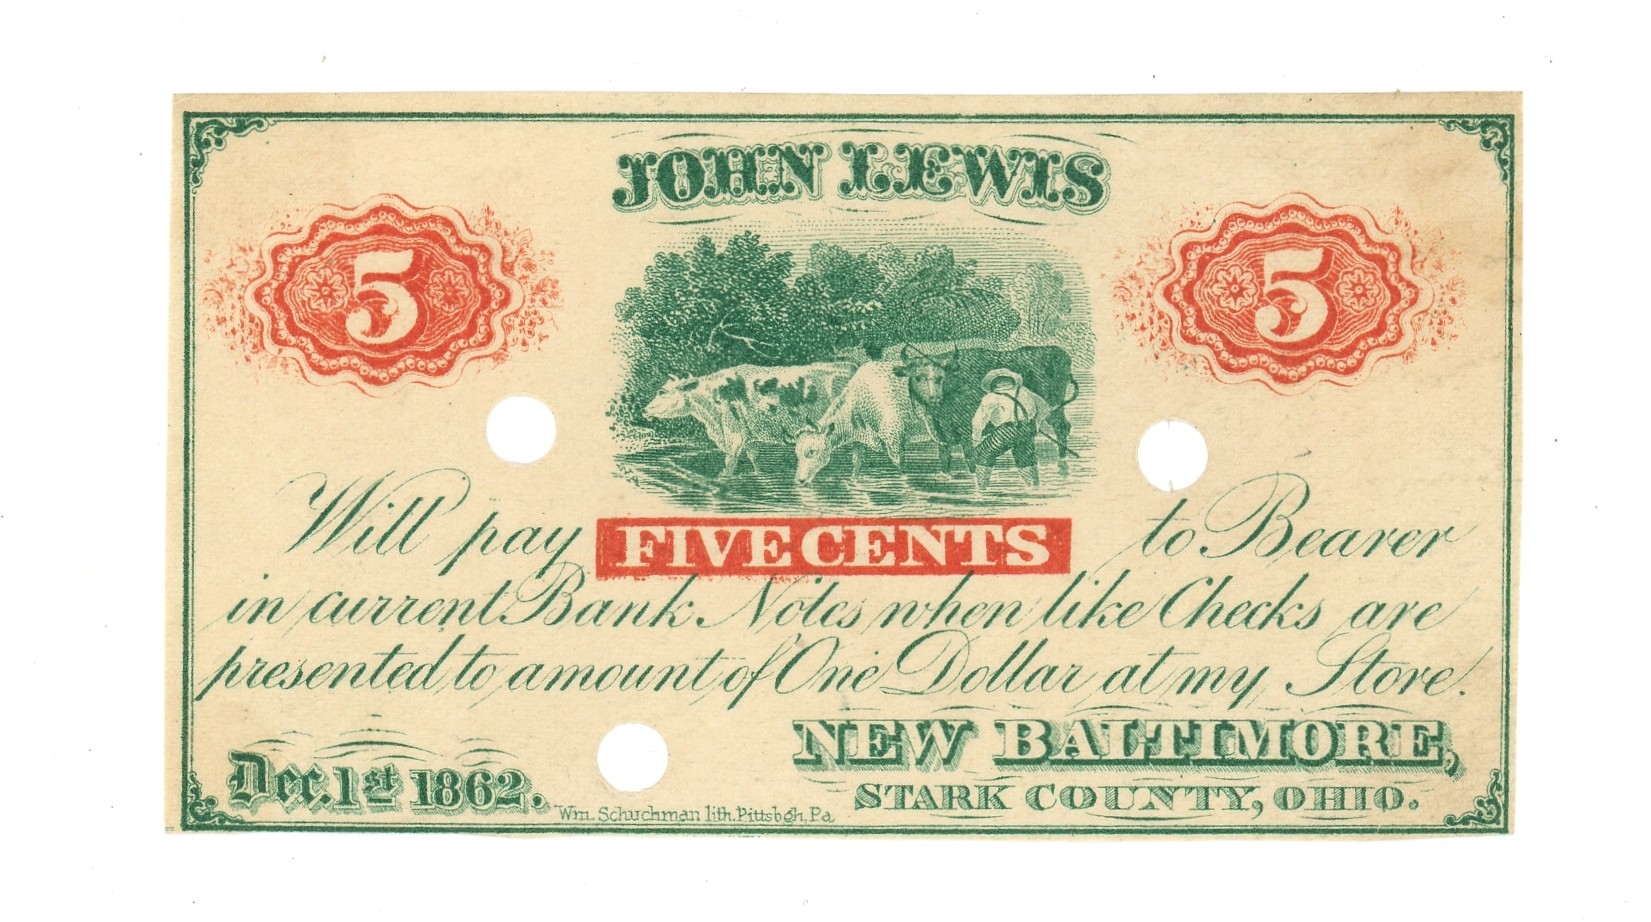 JOHN LEWIS
5 5
Will pay FIVE CENTS to Bearer
in current Bank Notes when like Checks are
presented to amount of One Dollar at my Store.
NEW BALTIMORE,
Dec. 1st 1862. STARK COUNTY, OHIO.
Wm. Schuchman lith. Pittsbgh, Pa